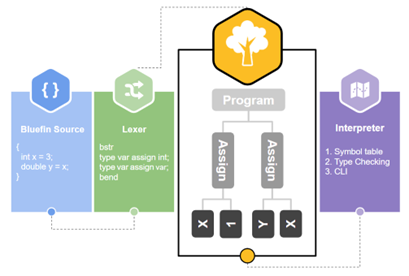 { }
Bluefin Source
{
int x = 3;
double y = x;
}
Lexer
bstr
type var assign int;
type var assign var;
bend
Program
Assign
Assign
X
1
Y
X
Interpreter
1. Symbol table
2. Type Checking
3. CLI